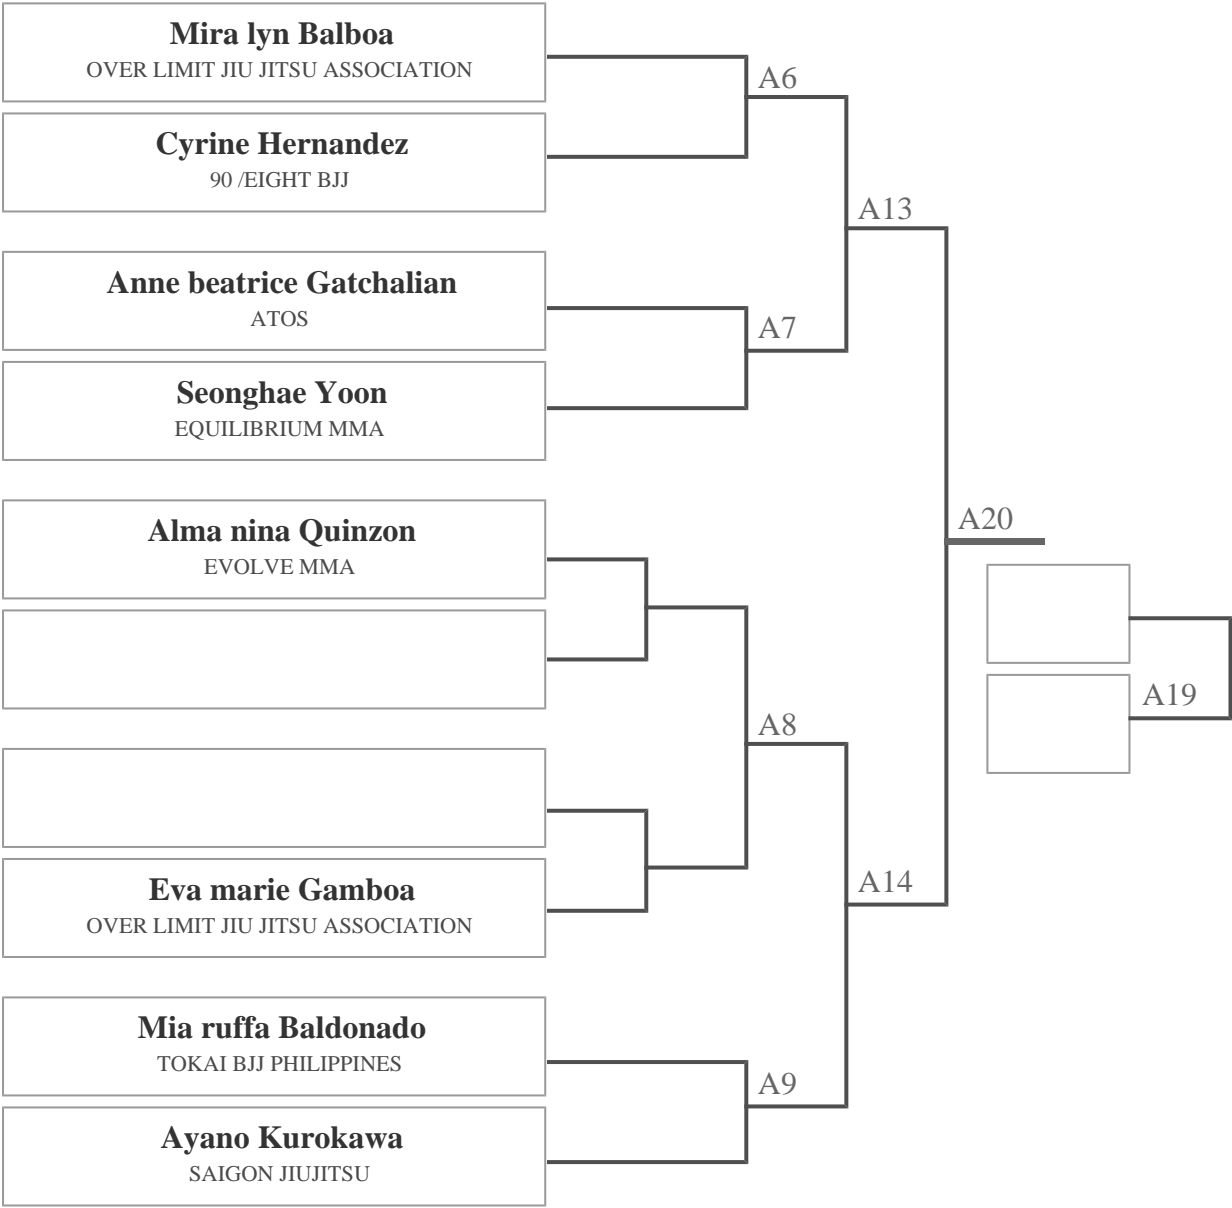 Mira lyn Balboa
OVER LIMIT JIU JITSU ASSOCIATION
A6
Cyrine Hernandez
90 /EIGHT BJJ
A13
Anne beatrice Gatchalian
ATOS
A7
Seonghae Yoon
EQUILIBRIUM MMA
Alma nina Quinzon
EVOLVE MMA
A20
A19
A8
Eva marie Gamboa
OVER LIMIT JIU JITSU ASSOCIATION
A14
Mia ruffa Baldonado
TOKAI BJJ PHILIPPINES
A9
Ayano Kurokawa
SAIGON JIUJITSU